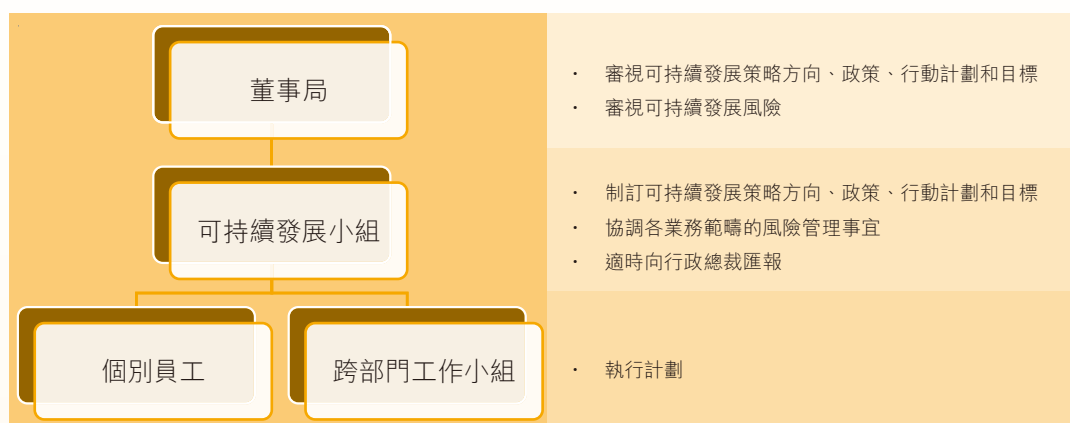 董事局
· 審視可持續發展策略方向、政策、行動計劃和目標
· 審視可持續發展風險
可持續發展小組
· 制訂可持續發展策略方向、政策、行動計劃和目標
· 協調各業務範疇的風險管理事宜
· 適時向行政總裁匯報
個別員工
跨部門工作小組
· 執行計劃